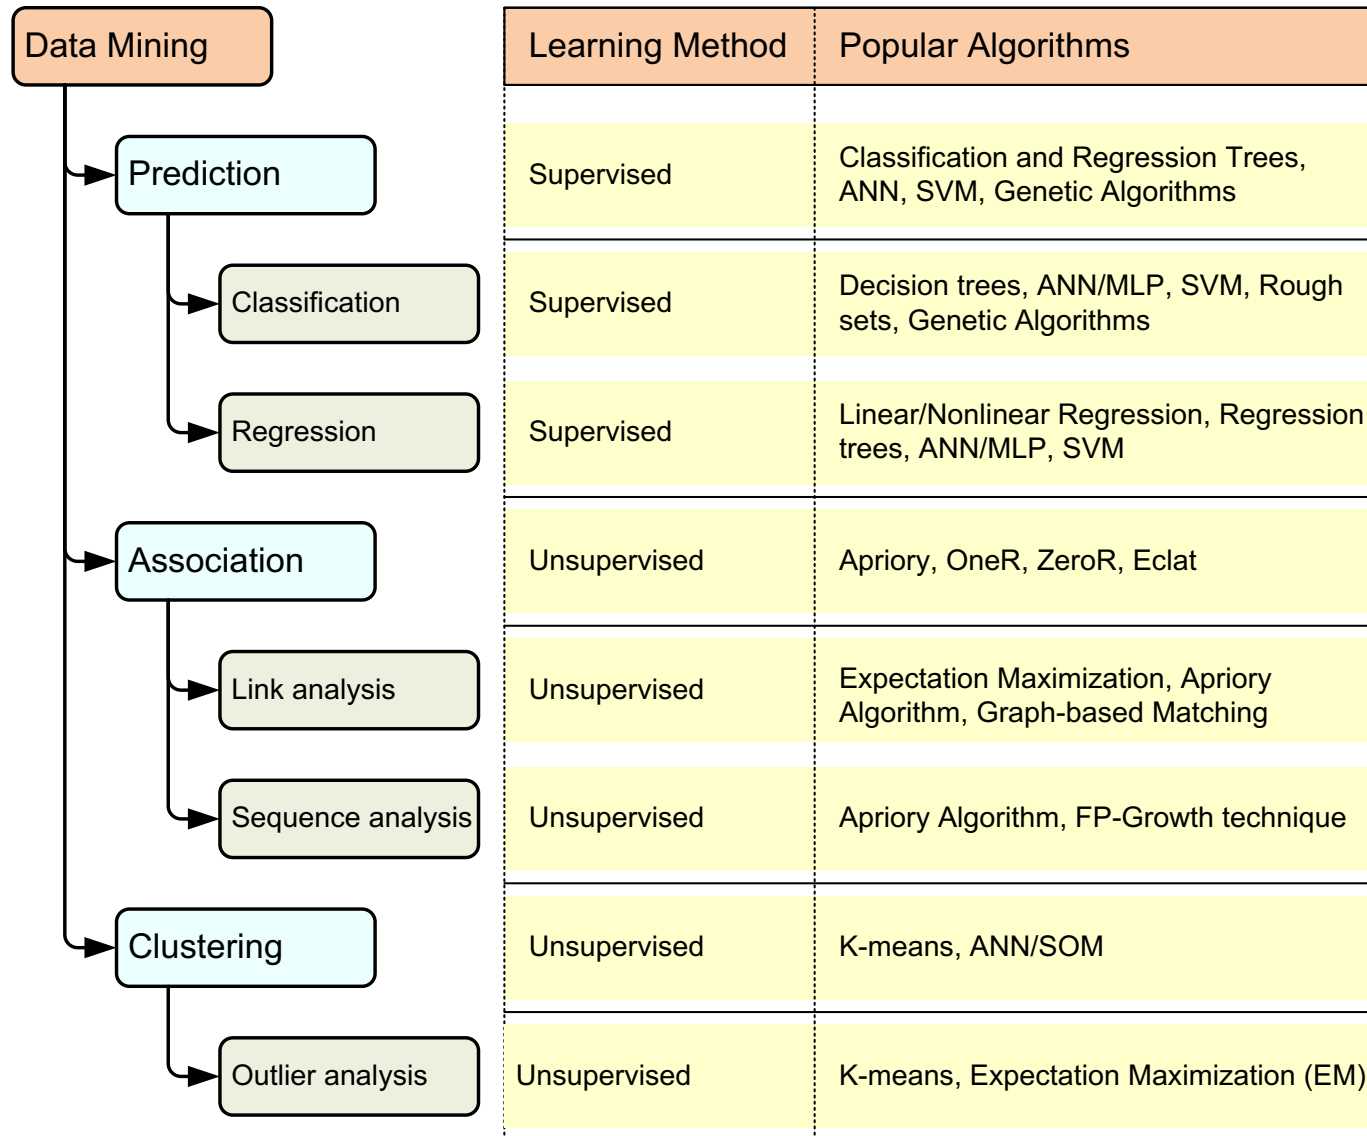 Data Mining
Learning Method
Popular Algorithms
Prediction
Supervised
Classification and Regression Trees,
ANN, SVM, Genetic Algorithms
Classification
Supervised
Decision trees, ANN/MLP, SVM, Rough
sets, Genetic Algorithms
Regression
Supervised
Linear/Nonlinear Regression, Regression
trees, ANN/MLP, SVM
Association
Unsupervised
Apriory, OneR, ZeroR, Eclat
Link analysis
Unsupervised
Expectation Maximization, Apriory
Algorithm, Graph-based Matching
Sequence analysis
Unsupervised
Apriory Algorithm, FP-Growth technique
Clustering
Unsupervised
K-means, ANN/SOM
Outlier analysis
Unsupervised
K-means, Expectation Maximization (EM)